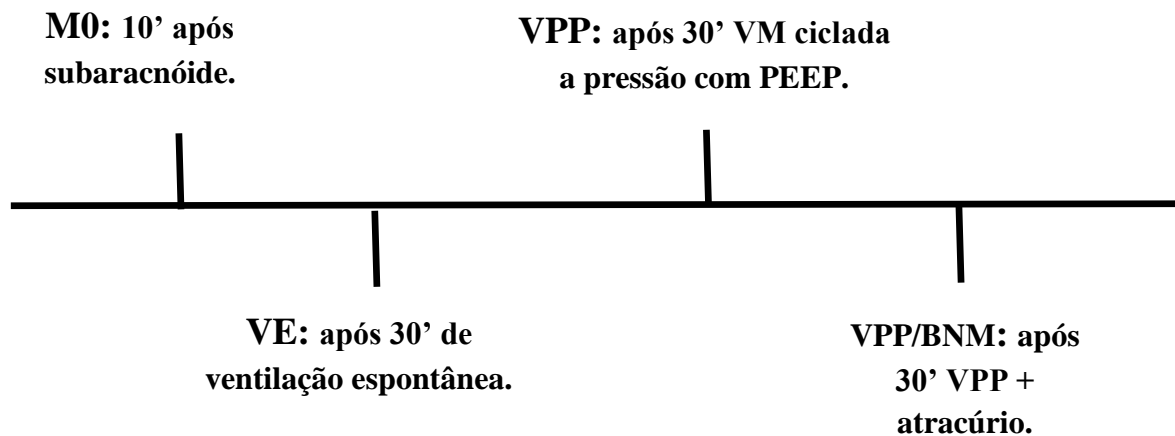 M0: 10’ após
subaracnóide.
VPP: após 30’ VM ciclada
a pressão com PEEP.
VE: após 30’ de
ventilação espontânea.
VPP/BNM: após
30’ VPP +
atracúrio.